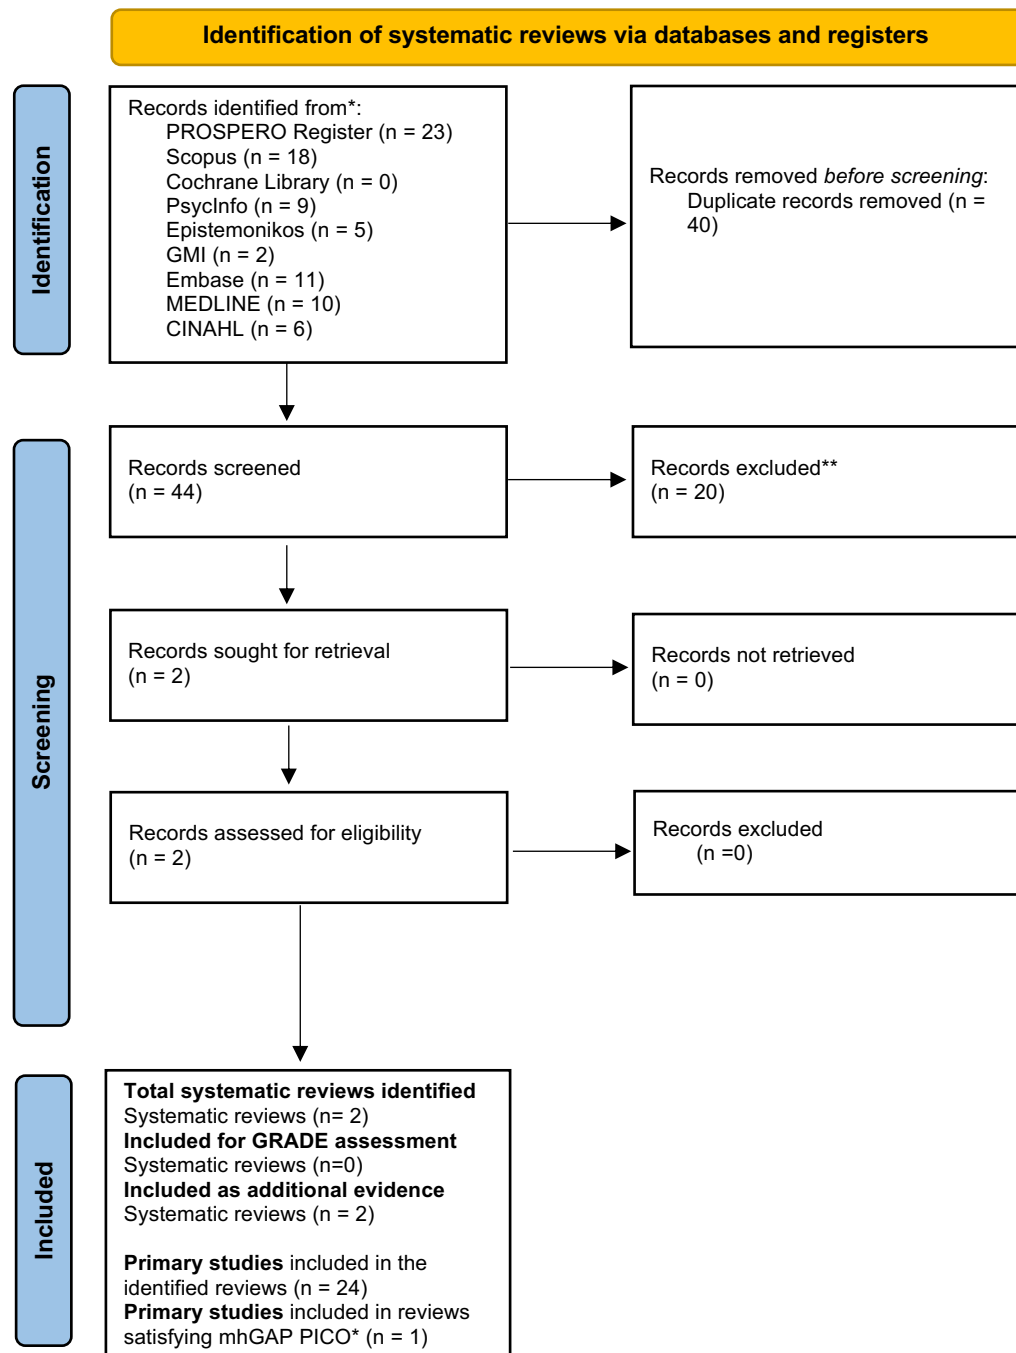 Identification of systematic reviews via databases and registers
Identification
Records identified from*:
PROSPERO Register (n = 23)
Scopus (n = 18)
Cochrane Library (n = 0)
PsycInfo (n = 9)
Epistemonikos (n = 5)
GMI (n = 2)
Embase (n = 11)
MEDLINE (n = 10)
CINAHL (n = 6)
Records removed before screening:
Duplicate records removed (n =
40)
Screening
Records screened
(n = 44)
Records excluded**
(n = 20)
Records sought for retrieval
(n = 2)
Records not retrieved
(n = 0)
Records assessed for eligibility
(n = 2)
Records excluded
(n =0)
Included
Total systematic reviews identified
Systematic reviews (n= 2)
Included for GRADE assessment
Systematic reviews (n=0)
Included as additional evidence
Systematic reviews (n = 2)
Primary studies included in the
identified reviews (n = 24)
Primary studies included in reviews
satisfying mhGAP PICO* (n = 1)